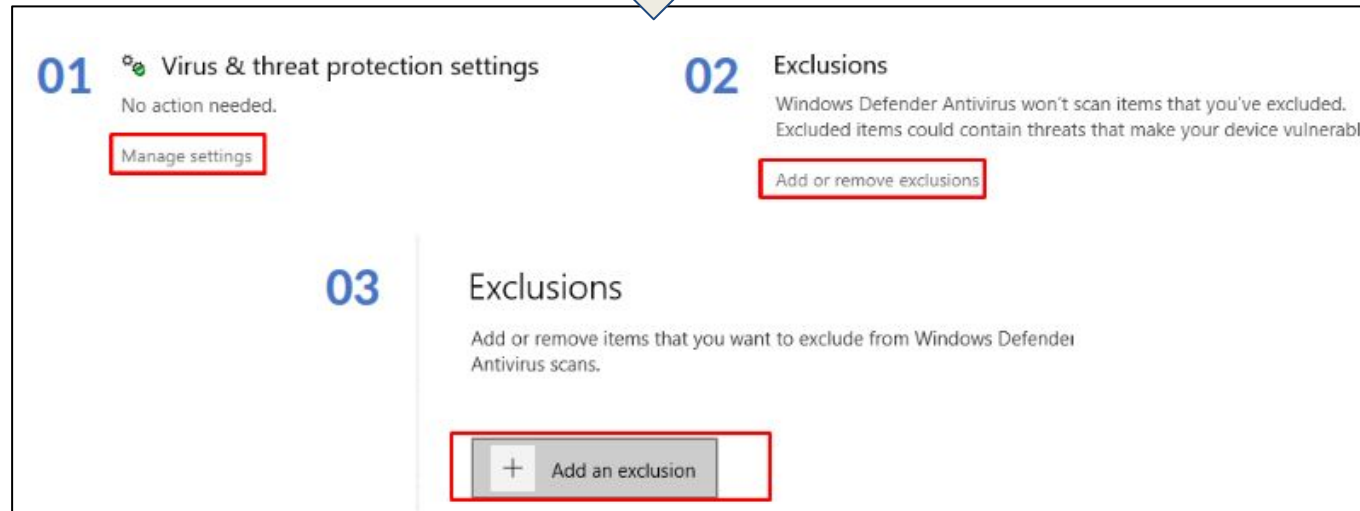 01
Virus & threat protection settings
No action needed.
Manage settings
02
Exclusions
Windows Defender Antivirus won't scan items that you've excluded.
Excluded items could contain threats that make your device vulnerabl
Add or remove exclusions
03
Exclusions
Add or remove items that you want to exclude from Windows Defender
Antivirus scans.
+ Add an exclusion